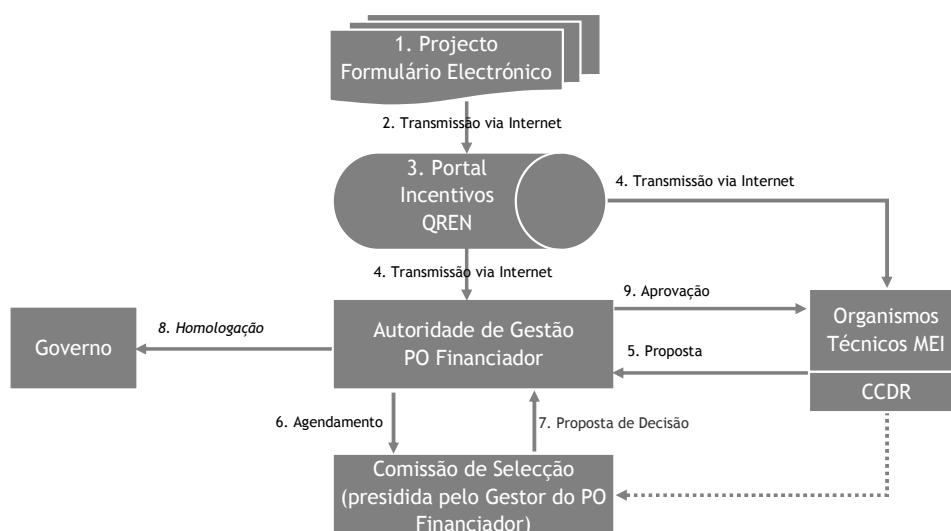 1. Projecto
Formulário Electrónico
2. Transmissão via Internet
3. Portal
Incentivos
QREN
4. Transmissão via Internet
4. Transmissão via Internet
9. Aprovação
8. Homologação
Governo
Autoridade de Gestão
PO Financiador
Organismos
Técnicos MEI
5. Proposta
CCDR
6. Agendamento
7. Proposta de Decisão
Comissão de Selecção
(presidida pelo Gestor do PO
Financiador)